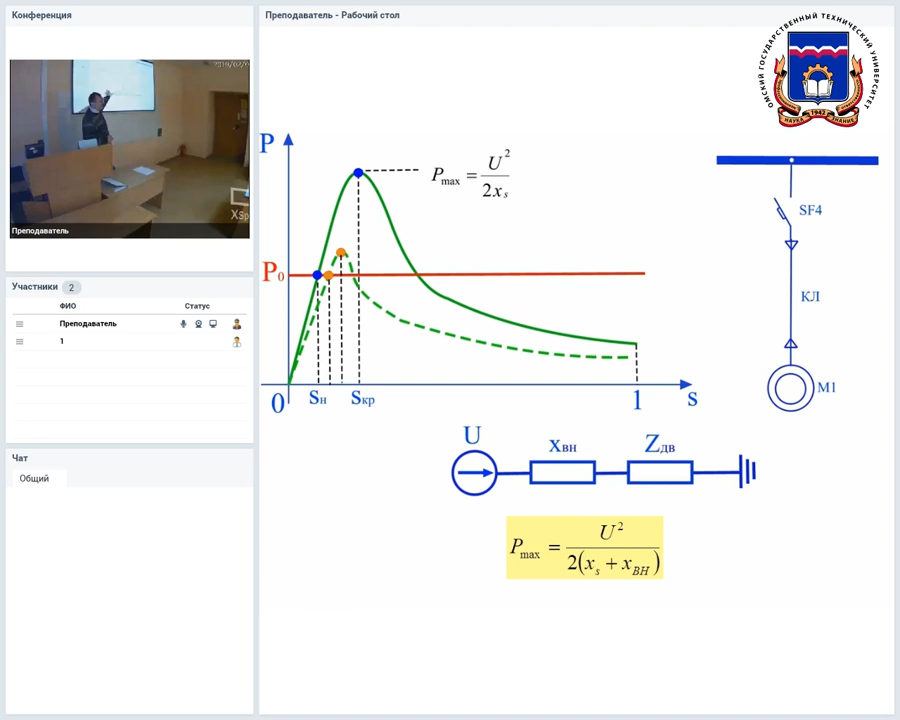 Конференция
Преподаватель - Рабочий стол
ОМСКИЙ ГОСУДАРСТВЕННЫЙ ТЕХНИЧЕСКИЙ УНИВЕРСИТЕТ
НАУКА 1942 ЗНАНИЕ
Преподаватель
Участники 2
ФИО Статус
Преподаватель
1
Чат
Общий
P
Pmax = U² / 2xs
P0
0 Sн Sкр 1 s
SF4
КЛ
М1
U Xвн Zдв
Pmax = U² / 2(xs + xВН)